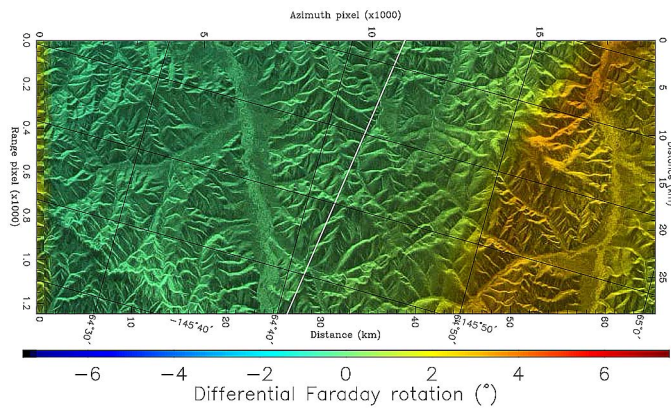 Azimuth pixel (x1000)
0 5 10 15
0.0 0.2 0.4 0.6 0.8 1.0 1.2
Range pixel (x1000)
0 5 10 15 20 25
0 10 20 30 40 50 60
64°30' -145°40' 64°40' 64°50' -145°50' 65°0'
Distance (km)
-6 -4 -2 0 2 4 6
Differential Faraday rotation (°)